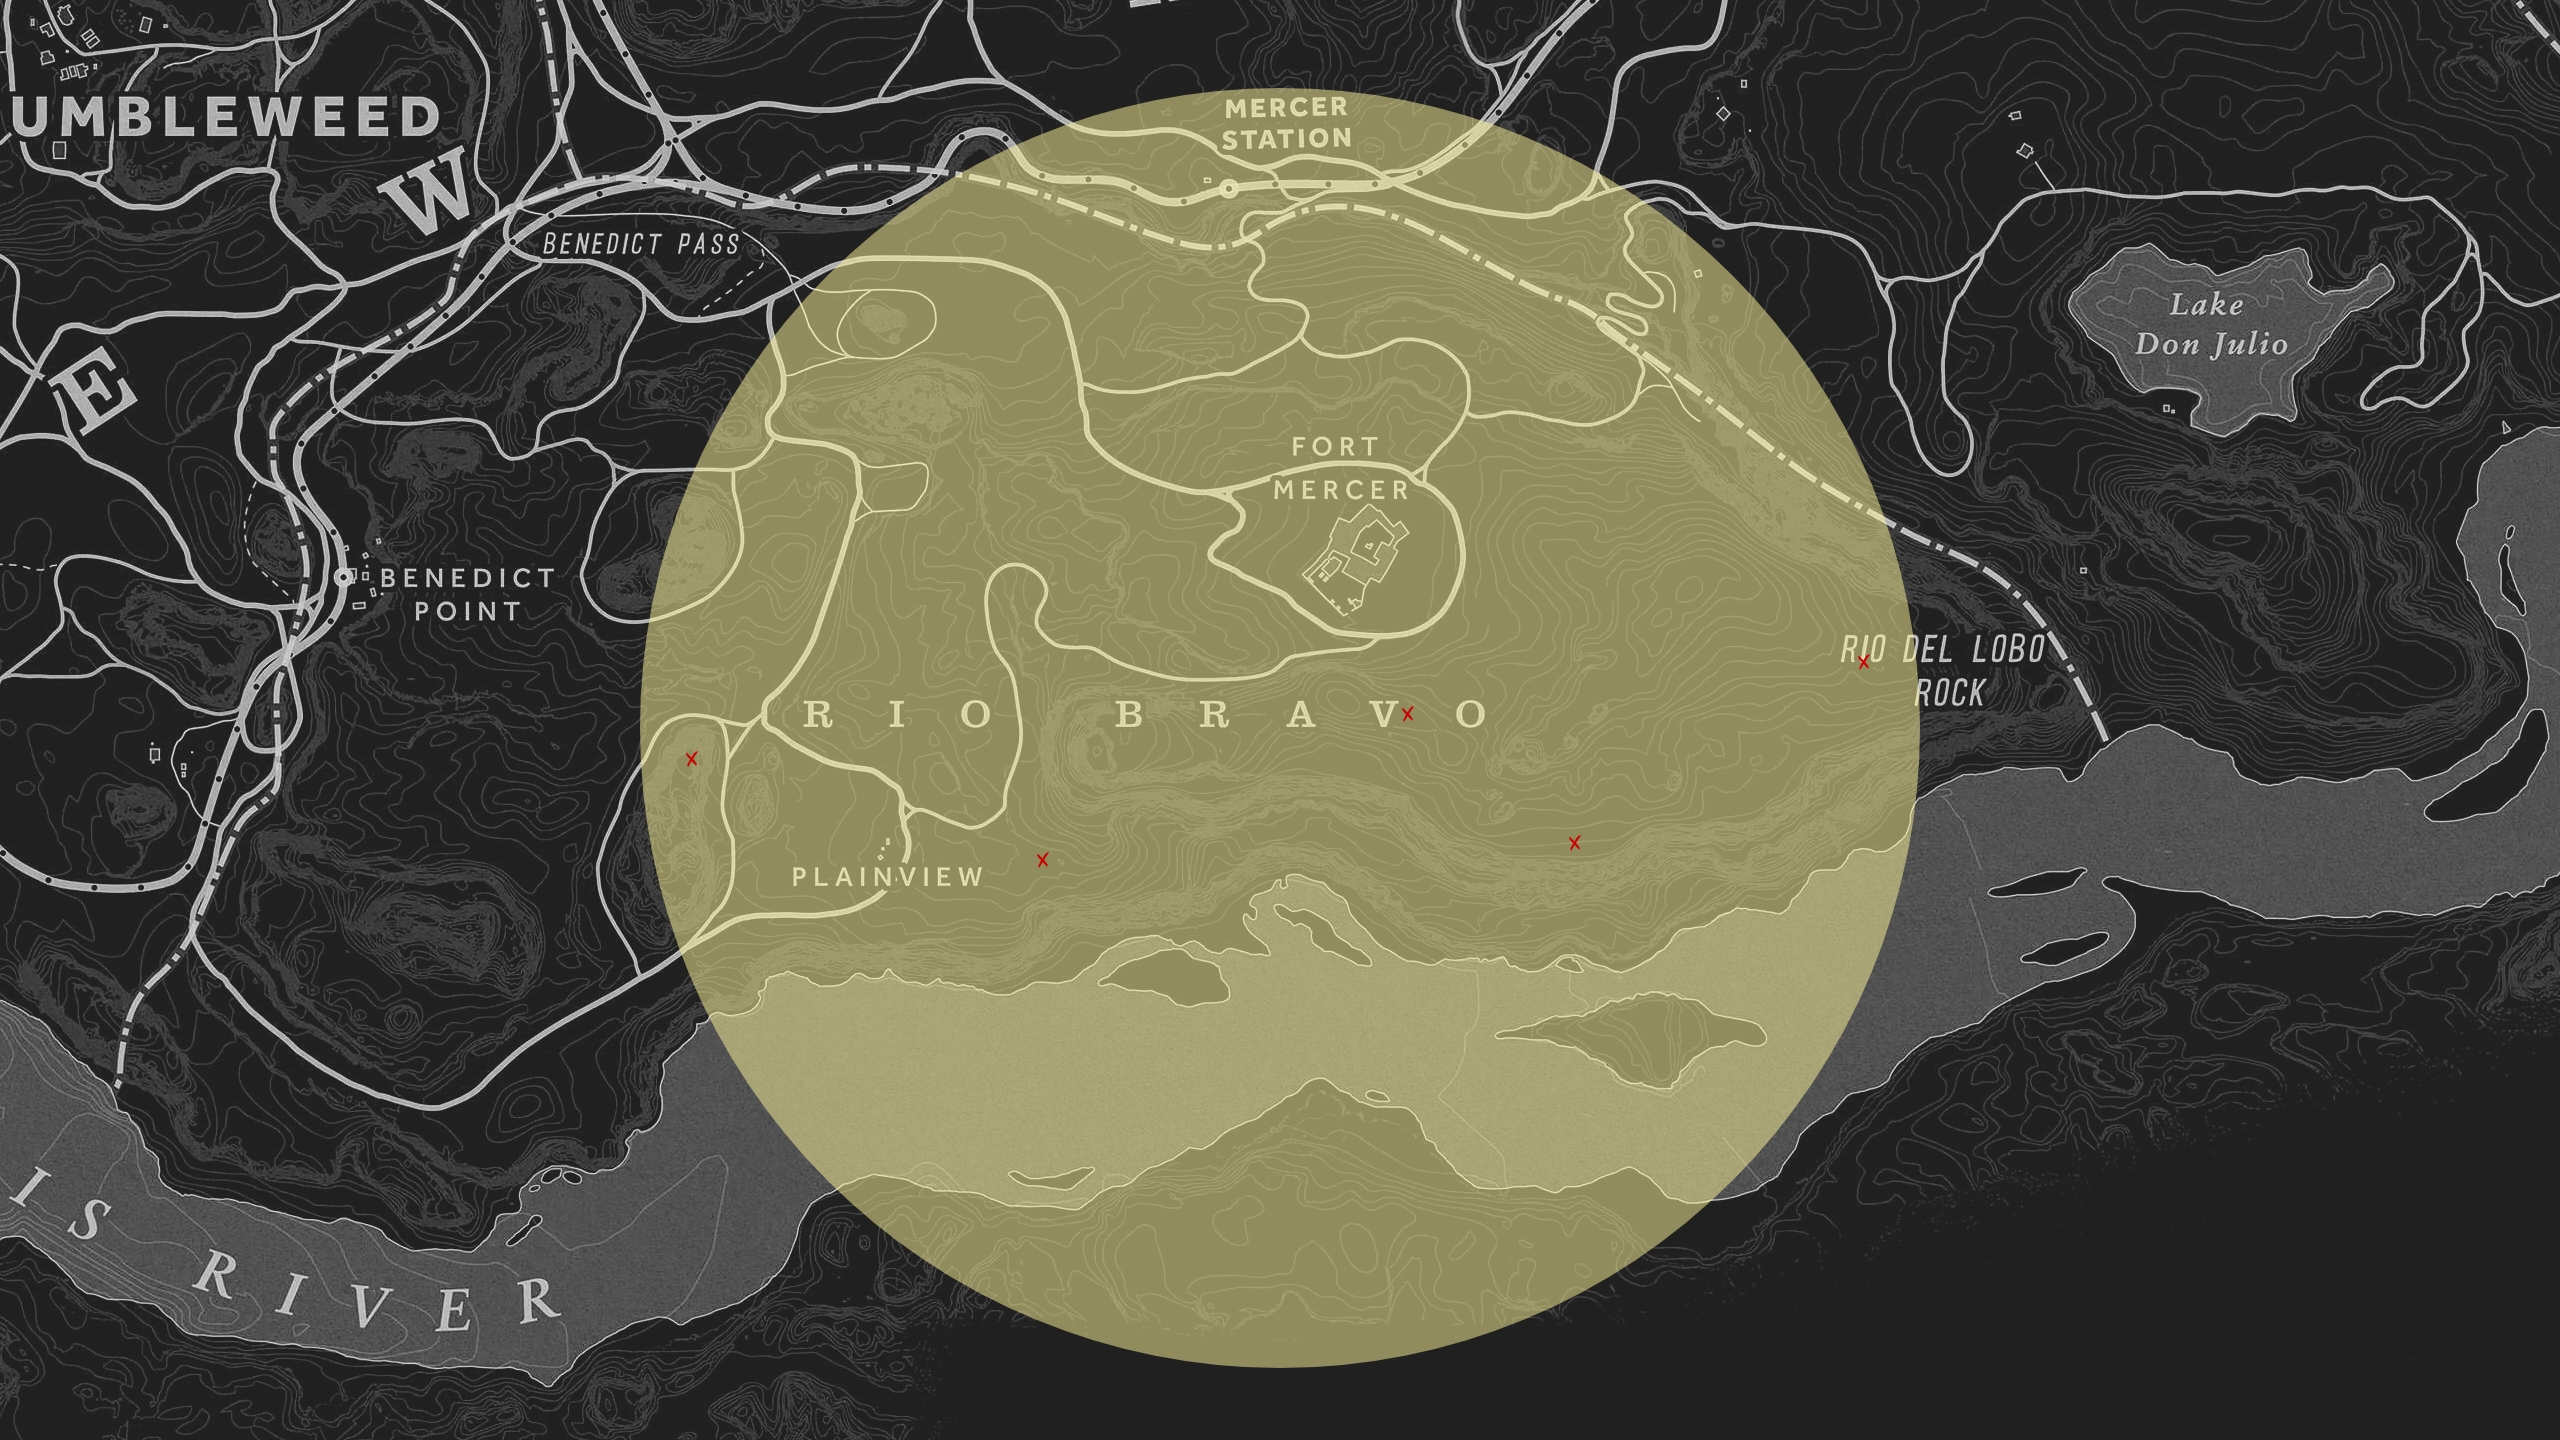 MERCER
STATION
UMBLEWEED
W
BENEDICT PASS
Lake
Don Julio
E
FORT
MERCER
BENEDICT
POINT
RIO DEL LOBO
ROCK
RIO BRAVO
PLAINVIEW
IS RIVER